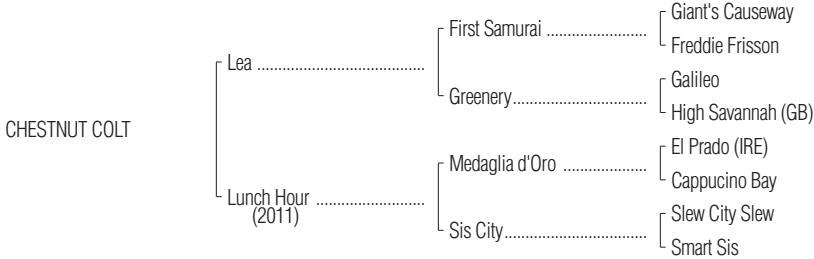 Giant's Causeway
First Samurai ........................
Freddie Frisson
Lea ........................................
Galileo
Greenery................................
High Savannah (GB)
CHESTNUT COLT
El Prado (IRE)
Medaglia d'Oro ....................
Cappucino Bay
Lunch Hour ..........................
(2011)
Slew City Slew
Sis City..................................
Smart Sis